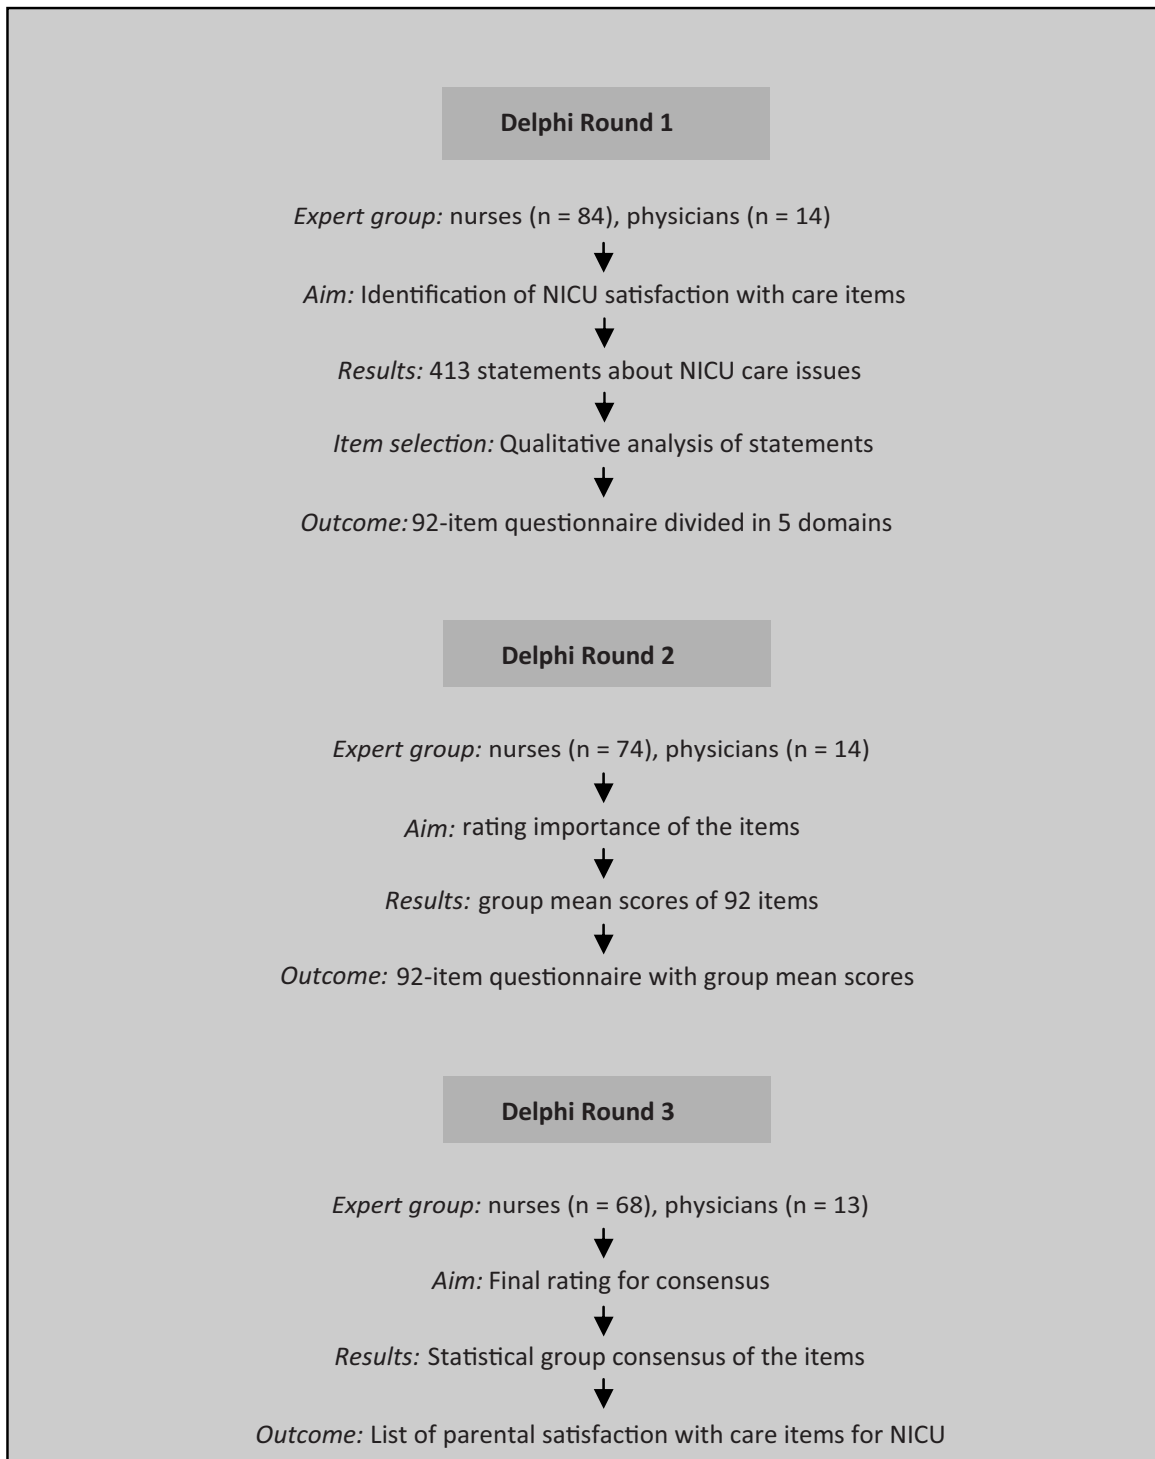 Delphi Round 1
Expert group: nurses (n = 84), physicians (n = 14)
Aim: Identification of NICU satisfaction with care items
Results: 413 statements about NICU care issues
Item selection: Qualitative analysis of statements
Outcome: 92-item questionnaire divided in 5 domains
Delphi Round 2
Expert group: nurses (n = 74), physicians (n = 14)
Aim: rating importance of the items
Results: group mean scores of 92 items
Outcome: 92-item questionnaire with group mean scores
Delphi Round 3
Expert group: nurses (n = 68), physicians (n = 13)
Aim: Final rating for consensus
Results: Statistical group consensus of the items
Outcome: List of parental satisfaction with care items for NICU